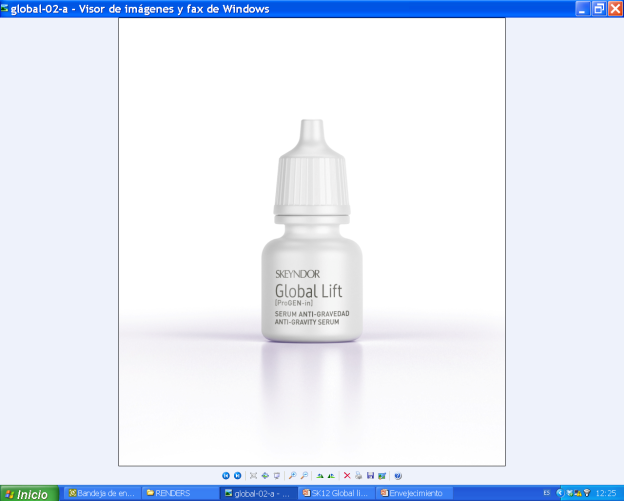 global-02-a - Visor de imágenes y fax de Windows
SKEYNDOR
Global Lift
[ProGEN-in]
SERUM ANTI-GRAVEDAD
ANTI-GRAVITY SERUM
Inicio
Bandeja de en...
RENDERS
global-02-a - ...
SK12 Global li...
Envejecimiento
ES
12:25